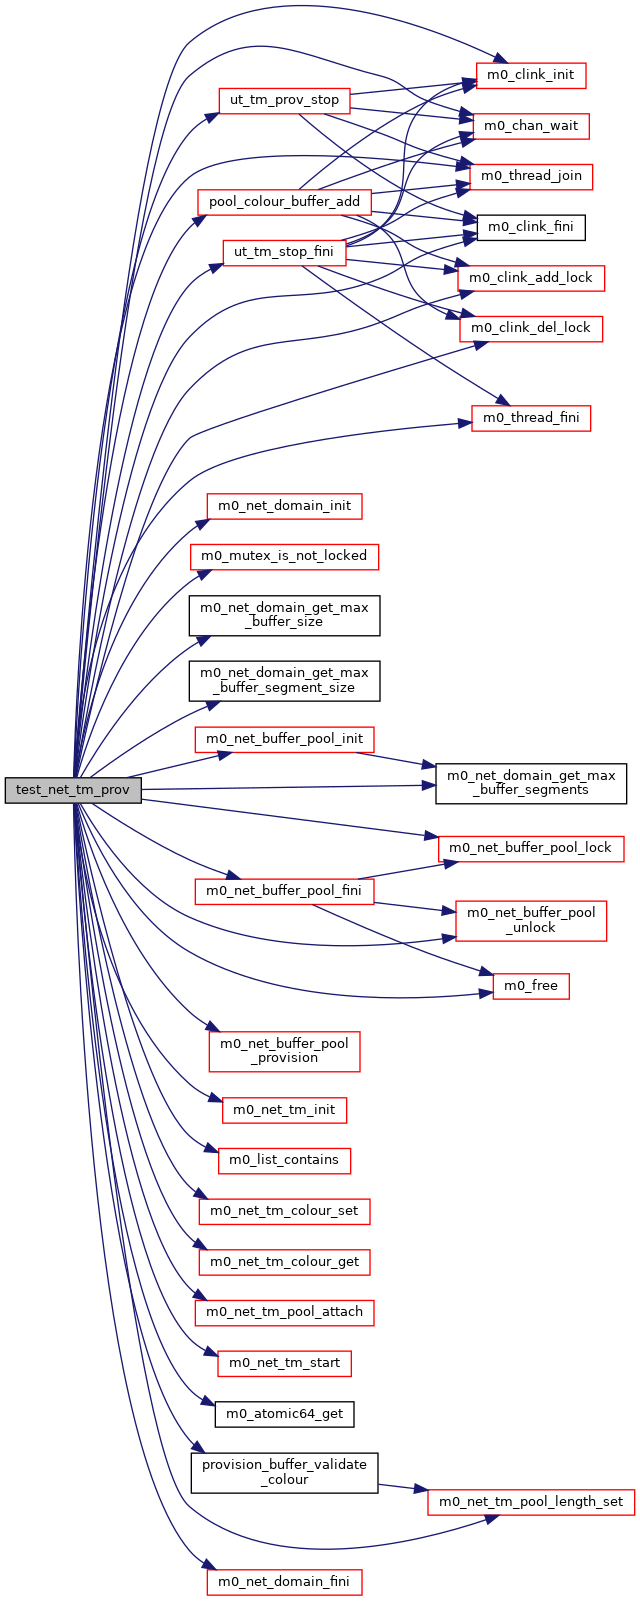 m0_clink_init
ut_tm_prov_stop
m0_chan_wait
m0_thread_join
pool_colour_buffer_add
m0_clink_fini
ut_tm_stop_fini
m0_clink_add_lock
m0_clink_del_lock
m0_thread_fini
m0_net_domain_init
m0_mutex_is_not_locked
m0_net_domain_get_max
_buffer_size
m0_net_domain_get_max
_buffer_segment_size
m0_net_buffer_pool_init
m0_net_domain_get_max
_buffer_segments
test_net_tm_prov
m0_net_buffer_pool_lock
m0_net_buffer_pool_fini
m0_net_buffer_pool
_unlock
m0_free
m0_net_buffer_pool
_provision
m0_net_tm_init
m0_list_contains
m0_net_tm_colour_set
m0_net_tm_colour_get
m0_net_tm_pool_attach
m0_net_tm_start
m0_atomic64_get
provision_buffer_validate
_colour
m0_net_tm_pool_length_set
m0_net_domain_fini